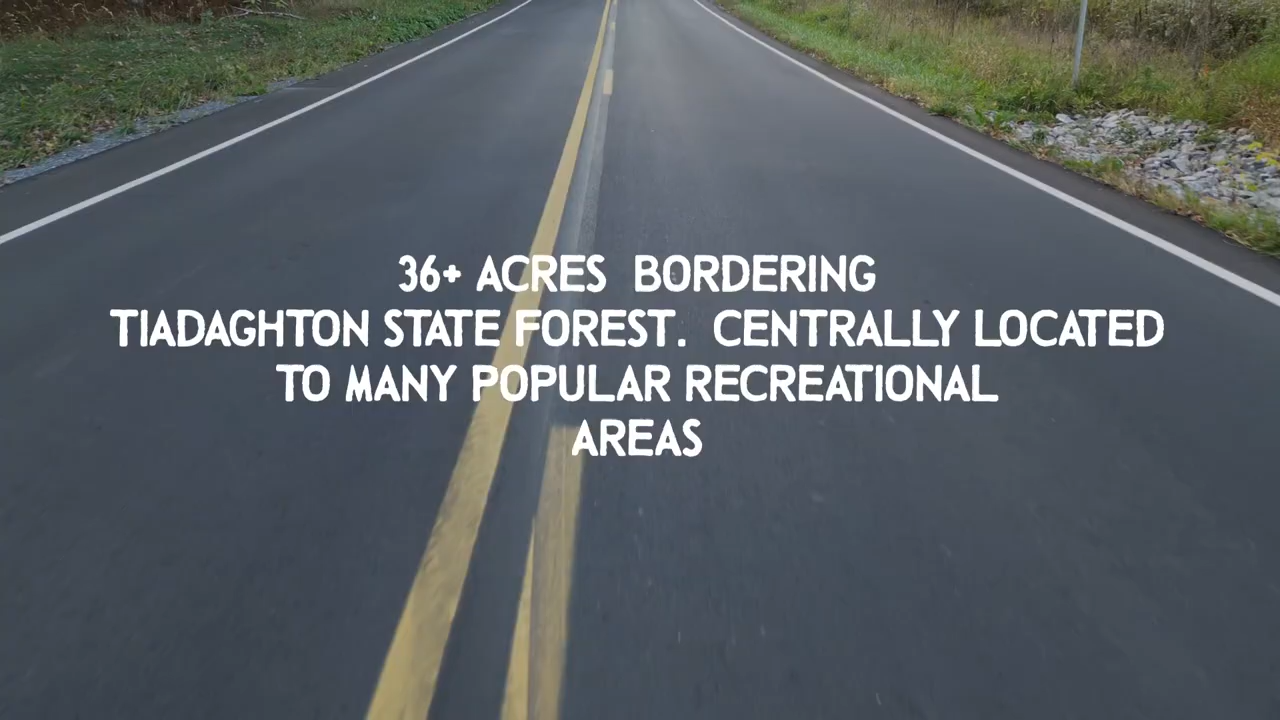 36+ ACRES  BORDERING
TIADAGHTON STATE FOREST.  CENTRALLY LOCATED
TO MANY POPULAR RECREATIONAL
AREAS